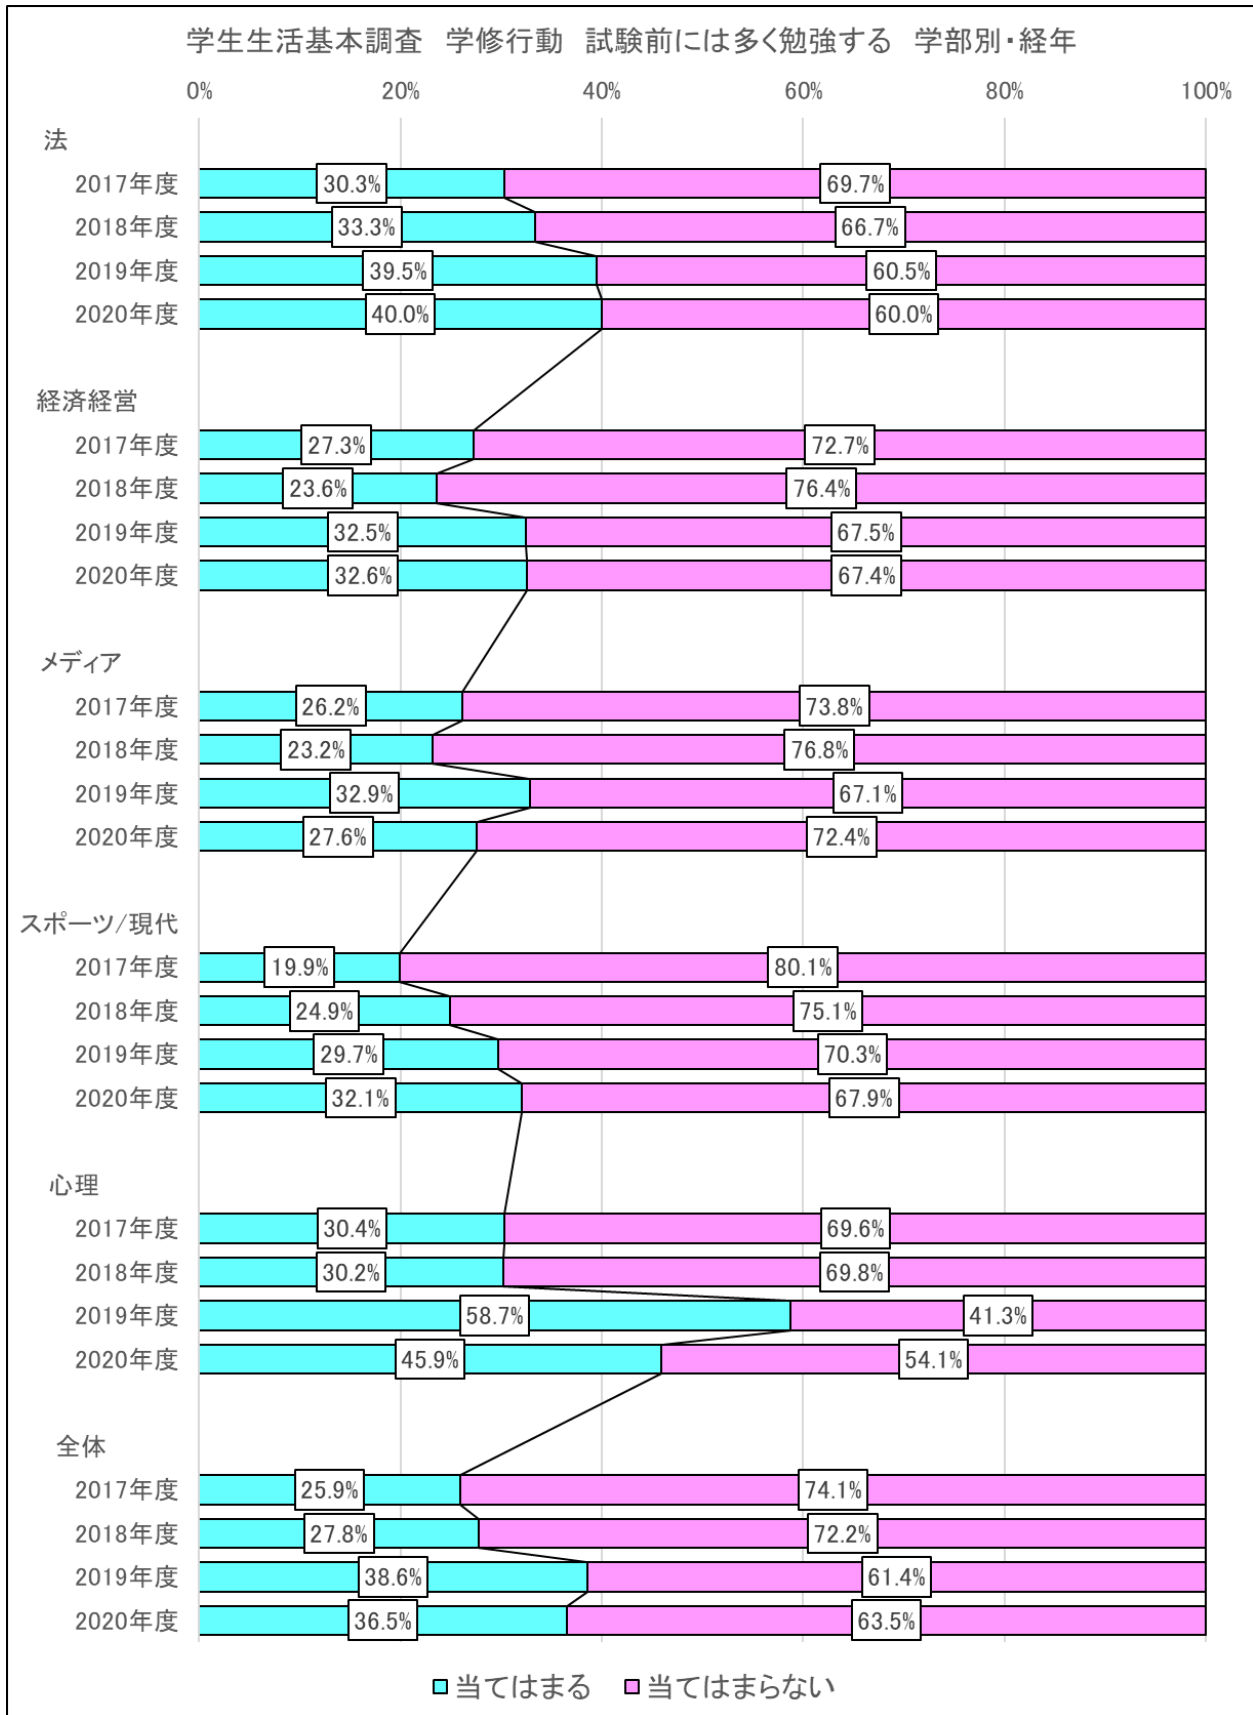 学生生活基本調査　学修行動　試験前には多く勉強する　学部別・経年
0% 20% 40% 60% 80% 100%
法
2017年度 30.3% 69.7%
2018年度 33.3% 66.7%
2019年度 39.5% 60.5%
2020年度 40.0% 60.0%
経済経営
2017年度 27.3% 72.7%
2018年度 23.6% 76.4%
2019年度 32.5% 67.5%
2020年度 32.6% 67.4%
メディア
2017年度 26.2% 73.8%
2018年度 23.2% 76.8%
2019年度 32.9% 67.1%
2020年度 27.6% 72.4%
スポーツ/現代
2017年度 19.9% 80.1%
2018年度 24.9% 75.1%
2019年度 29.7% 70.3%
2020年度 32.1% 67.9%
心理
2017年度 30.4% 69.6%
2018年度 30.2% 69.8%
2019年度 58.7% 41.3%
2020年度 45.9% 54.1%
全体
2017年度 25.9% 74.1%
2018年度 27.8% 72.2%
2019年度 38.6% 61.4%
2020年度 36.5% 63.5%
当てはまる 当てはまらない